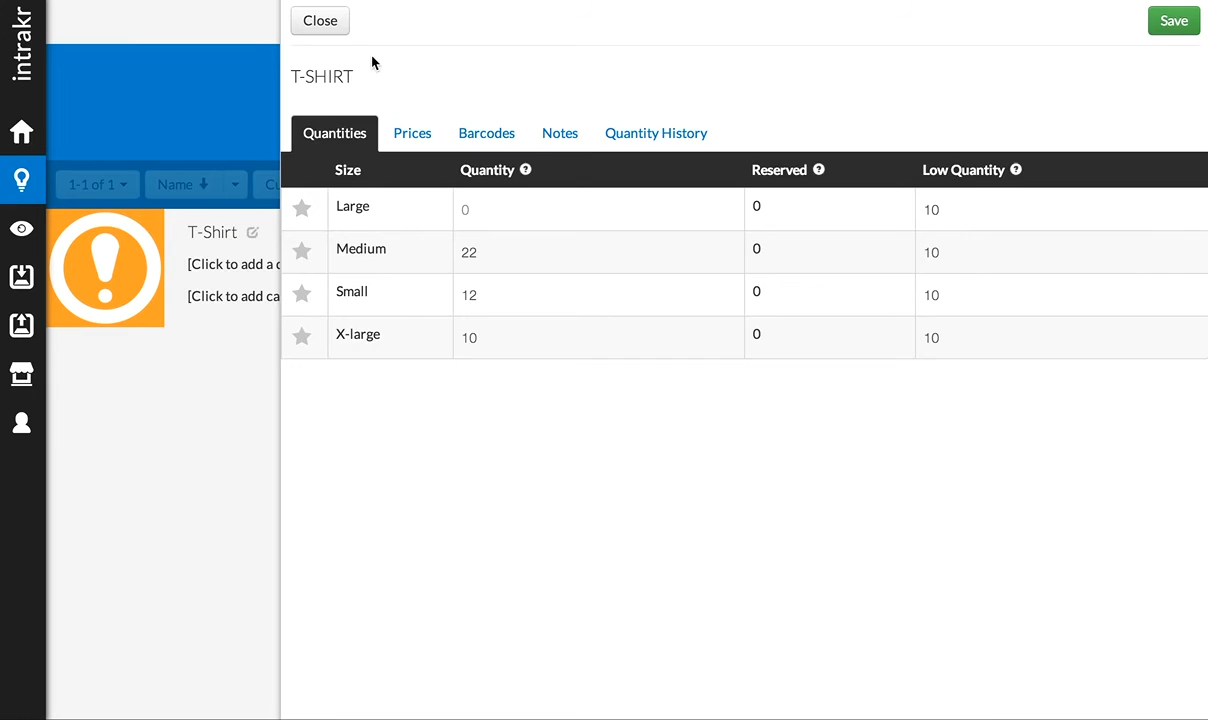 intrakr
Close
Save
T-SHIRT
Quantities Prices Barcodes Notes Quantity History
Size Quantity Reserved Low Quantity
Large 0 0 10
Medium 22 0 10
Small 12 0 10
X-large 10 0 10
1-1 of 1 Name Cu
T-Shirt
[Click to add a c
[Click to add ca